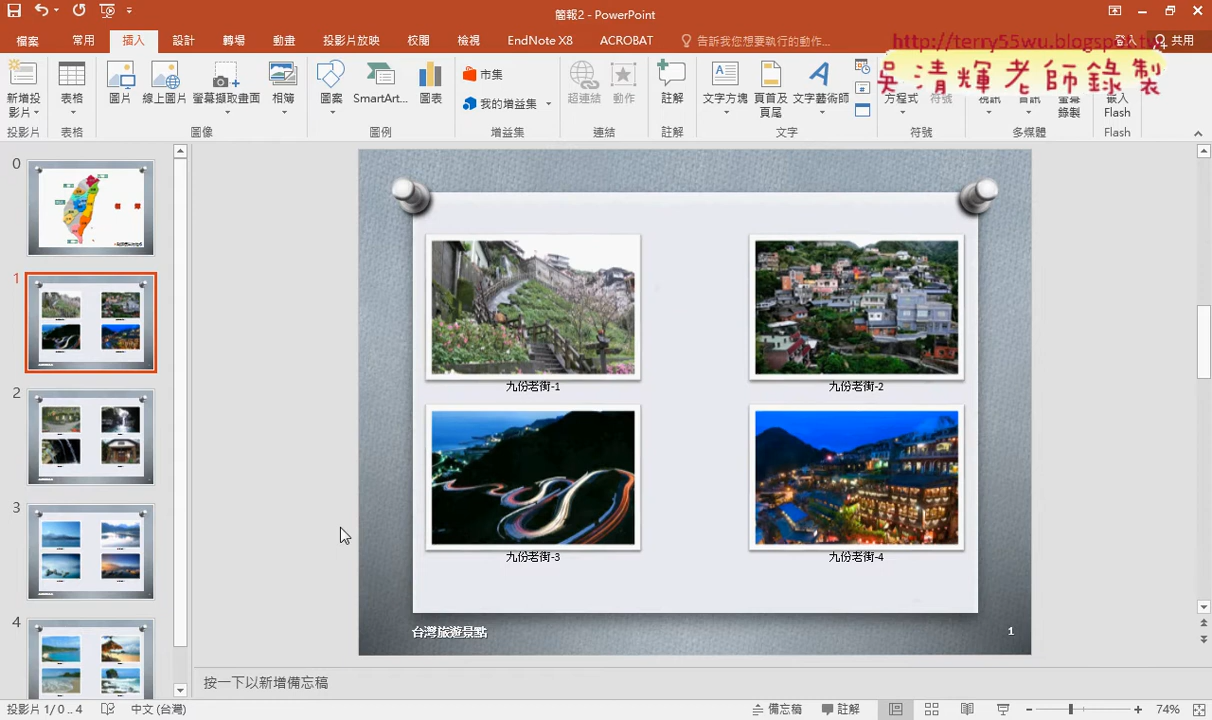 簡報2 - PowerPoint
檔案 常用 插入 設計 轉場 動畫 投影片放映 校閱 檢視 EndNote X8 ACROBAT 告訴我您想要執行的動作... 登入 共用
http://terry55wu.blogspot.tw
吳清輝老師錄製
新增投影片 表格 圖片 線上圖片 螢幕擷取畫面 相簿 圖案 SmartArt... 圖表 市集 我的增益集 超連結 動作 註解 文字方塊 頁首及頁尾 文字藝術師 方程式 符號 視訊 音訊 螢幕錄製 嵌入 Flash
投影片 表格 圖像 圖例 增益集 連結 註解 文字 符號 多媒體 Flash
0
1
2
3
4
九份老街-1
九份老街-2
九份老街-3
九份老街-4
台灣旅遊景點
1
按一下以新增備忘稿
投影片 1/0 .. 4 中文 (台灣) 備忘稿 註解 74%